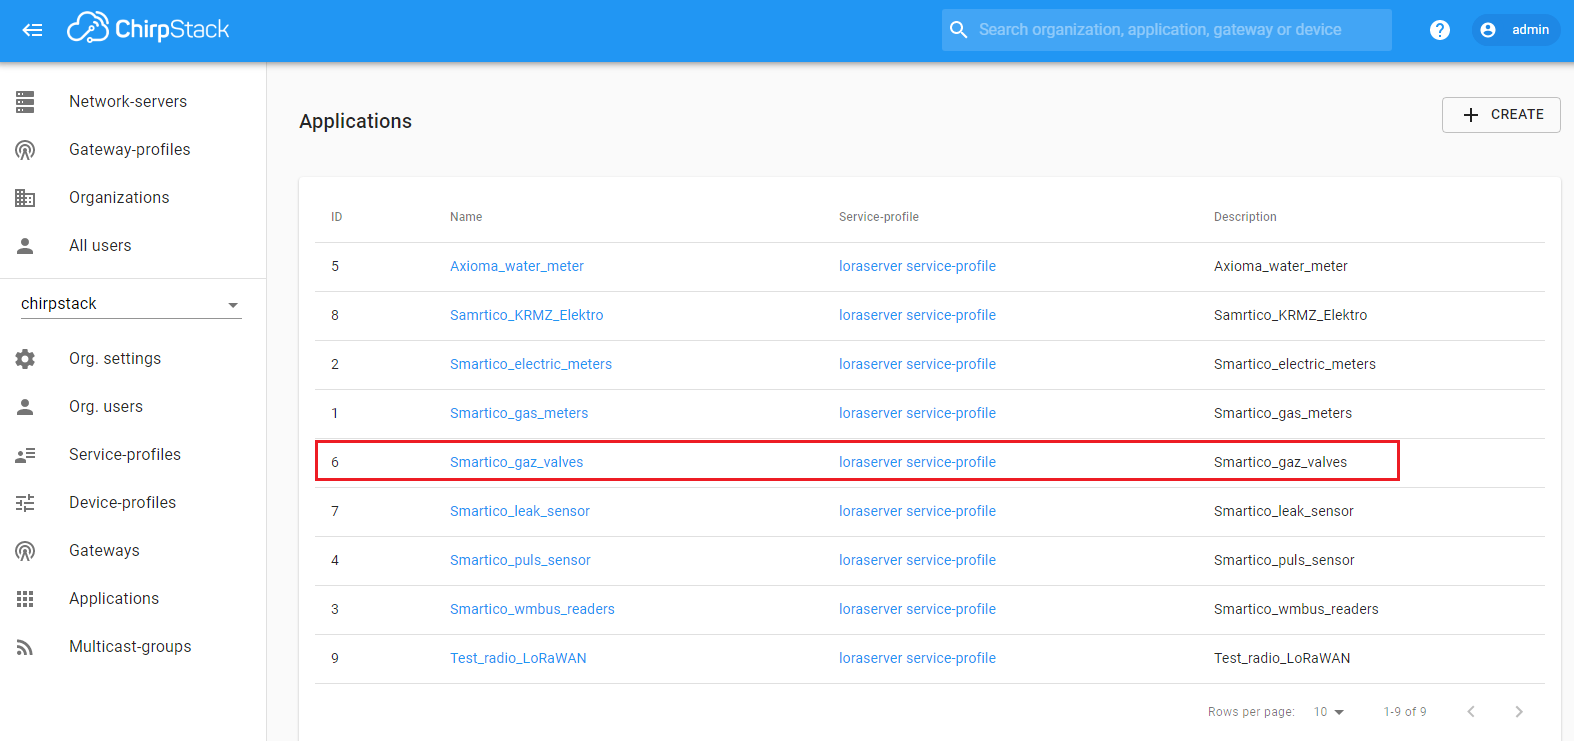 ChirpStack
Search organization, application, gateway or device
? admin
Network-servers
Gateway-profiles
Organizations
All users
chirpstack
Org. settings
Org. users
Service-profiles
Device-profiles
Gateways
Applications
Multicast-groups
Applications
+ CREATE
ID Name Service-profile Description
5 Axioma_water_meter loraserver service-profile Axioma_water_meter
8 Samrtico_KRMZ_Elektro loraserver service-profile Samrtico_KRMZ_Elektro
2 Smartico_electric_meters loraserver service-profile Smartico_electric_meters
1 Smartico_gas_meters loraserver service-profile Smartico_gas_meters
6 Smartico_gaz_valves loraserver service-profile Smartico_gaz_valves
7 Smartico_leak_sensor loraserver service-profile Smartico_leak_sensor
4 Smartico_puls_sensor loraserver service-profile Smartico_puls_sensor
3 Smartico_wmbus_readers loraserver service-profile Smartico_wmbus_readers
9 Test_radio_LoRaWAN loraserver service-profile Test_radio_LoRaWAN
Rows per page: 10 1-9 of 9